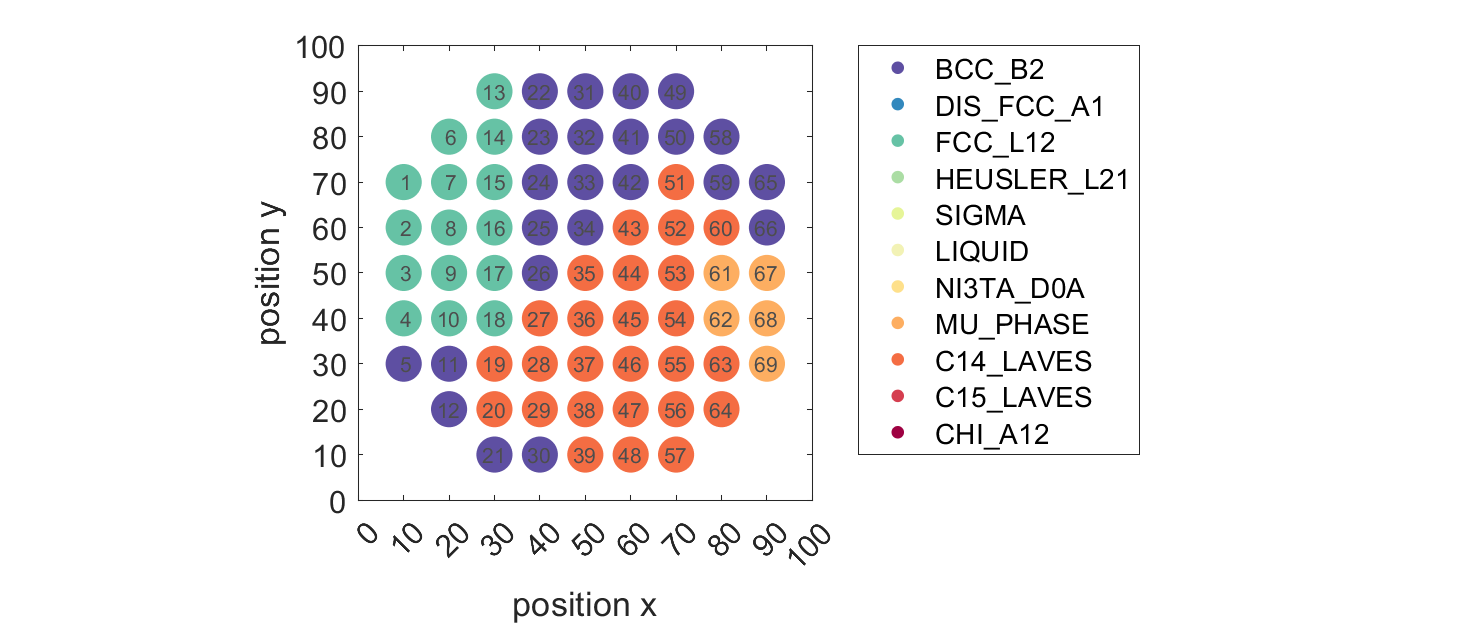 100
90
80
70
60
50
40
30
20
10
0
position y
13 22 31 40 49
6 14 23 32 41 50 58
1 7 15 24 33 42 51 59 65
2 8 16 25 34 43 52 60 66
3 9 17 26 35 44 53 61 67
4 10 18 27 36 45 54 62 68
5 11 19 28 37 46 55 63 69
12 20 29 38 47 56 64
21 30 39 48 57
0 10 20 30 40 50 60 70 80 90 100
position x
BCC_B2
DIS_FCC_A1
FCC_L12
HEUSLER_L21
SIGMA
LIQUID
NI3TA_D0A
MU_PHASE
C14_LAVES
C15_LAVES
CHI_A12